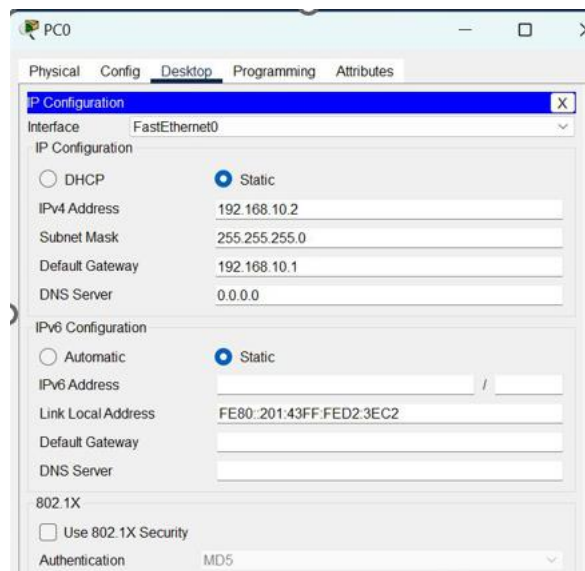 PC0
Physical Config Desktop Programming Attributes
IP Configuration X
Interface FastEthernet0
IP Configuration
DHCP Static
IPv4 Address 192.168.10.2
Subnet Mask 255.255.255.0
Default Gateway 192.168.10.1
DNS Server 0.0.0.0
IPv6 Configuration
Automatic Static
IPv6 Address /
Link Local Address FE80::201:43FF:FED2:3EC2
Default Gateway
DNS Server
802.1X
Use 802.1X Security
Authentication MD5